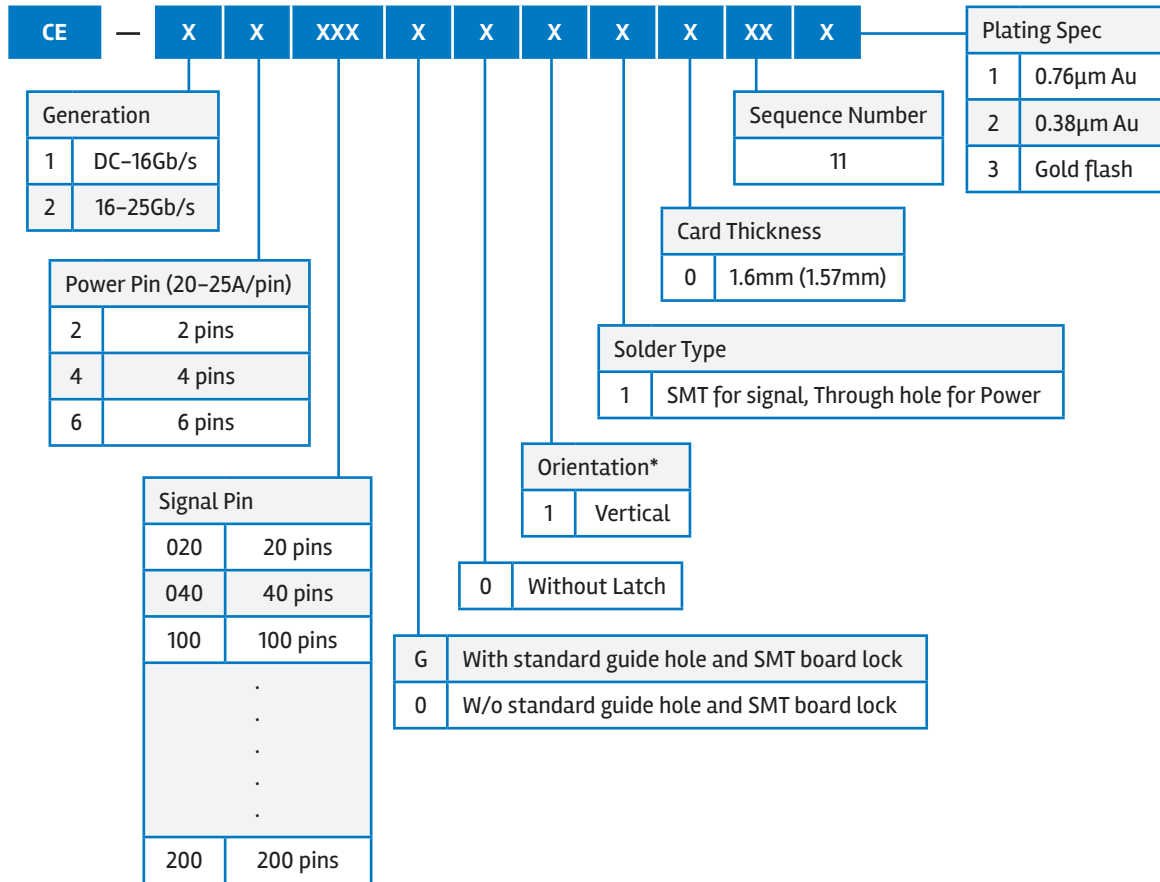 CE — X X XXX X X X X X XX X
Plating Spec
1 0.76µm Au
2 0.38µm Au
3 Gold flash
Generation
1 DC–16Gb/s
2 16–25Gb/s
Sequence Number
11
Card Thickness
0 1.6mm (1.57mm)
Power Pin (20–25A/pin)
2 2 pins
4 4 pins
6 6 pins
Solder Type
1 SMT for signal, Through hole for Power
Orientation*
1 Vertical
Signal Pin
020 20 pins
040 40 pins
100 100 pins
.
.
.
.
.
200 200 pins
0 Without Latch
G With standard guide hole and SMT board lock
0 W/o standard guide hole and SMT board lock